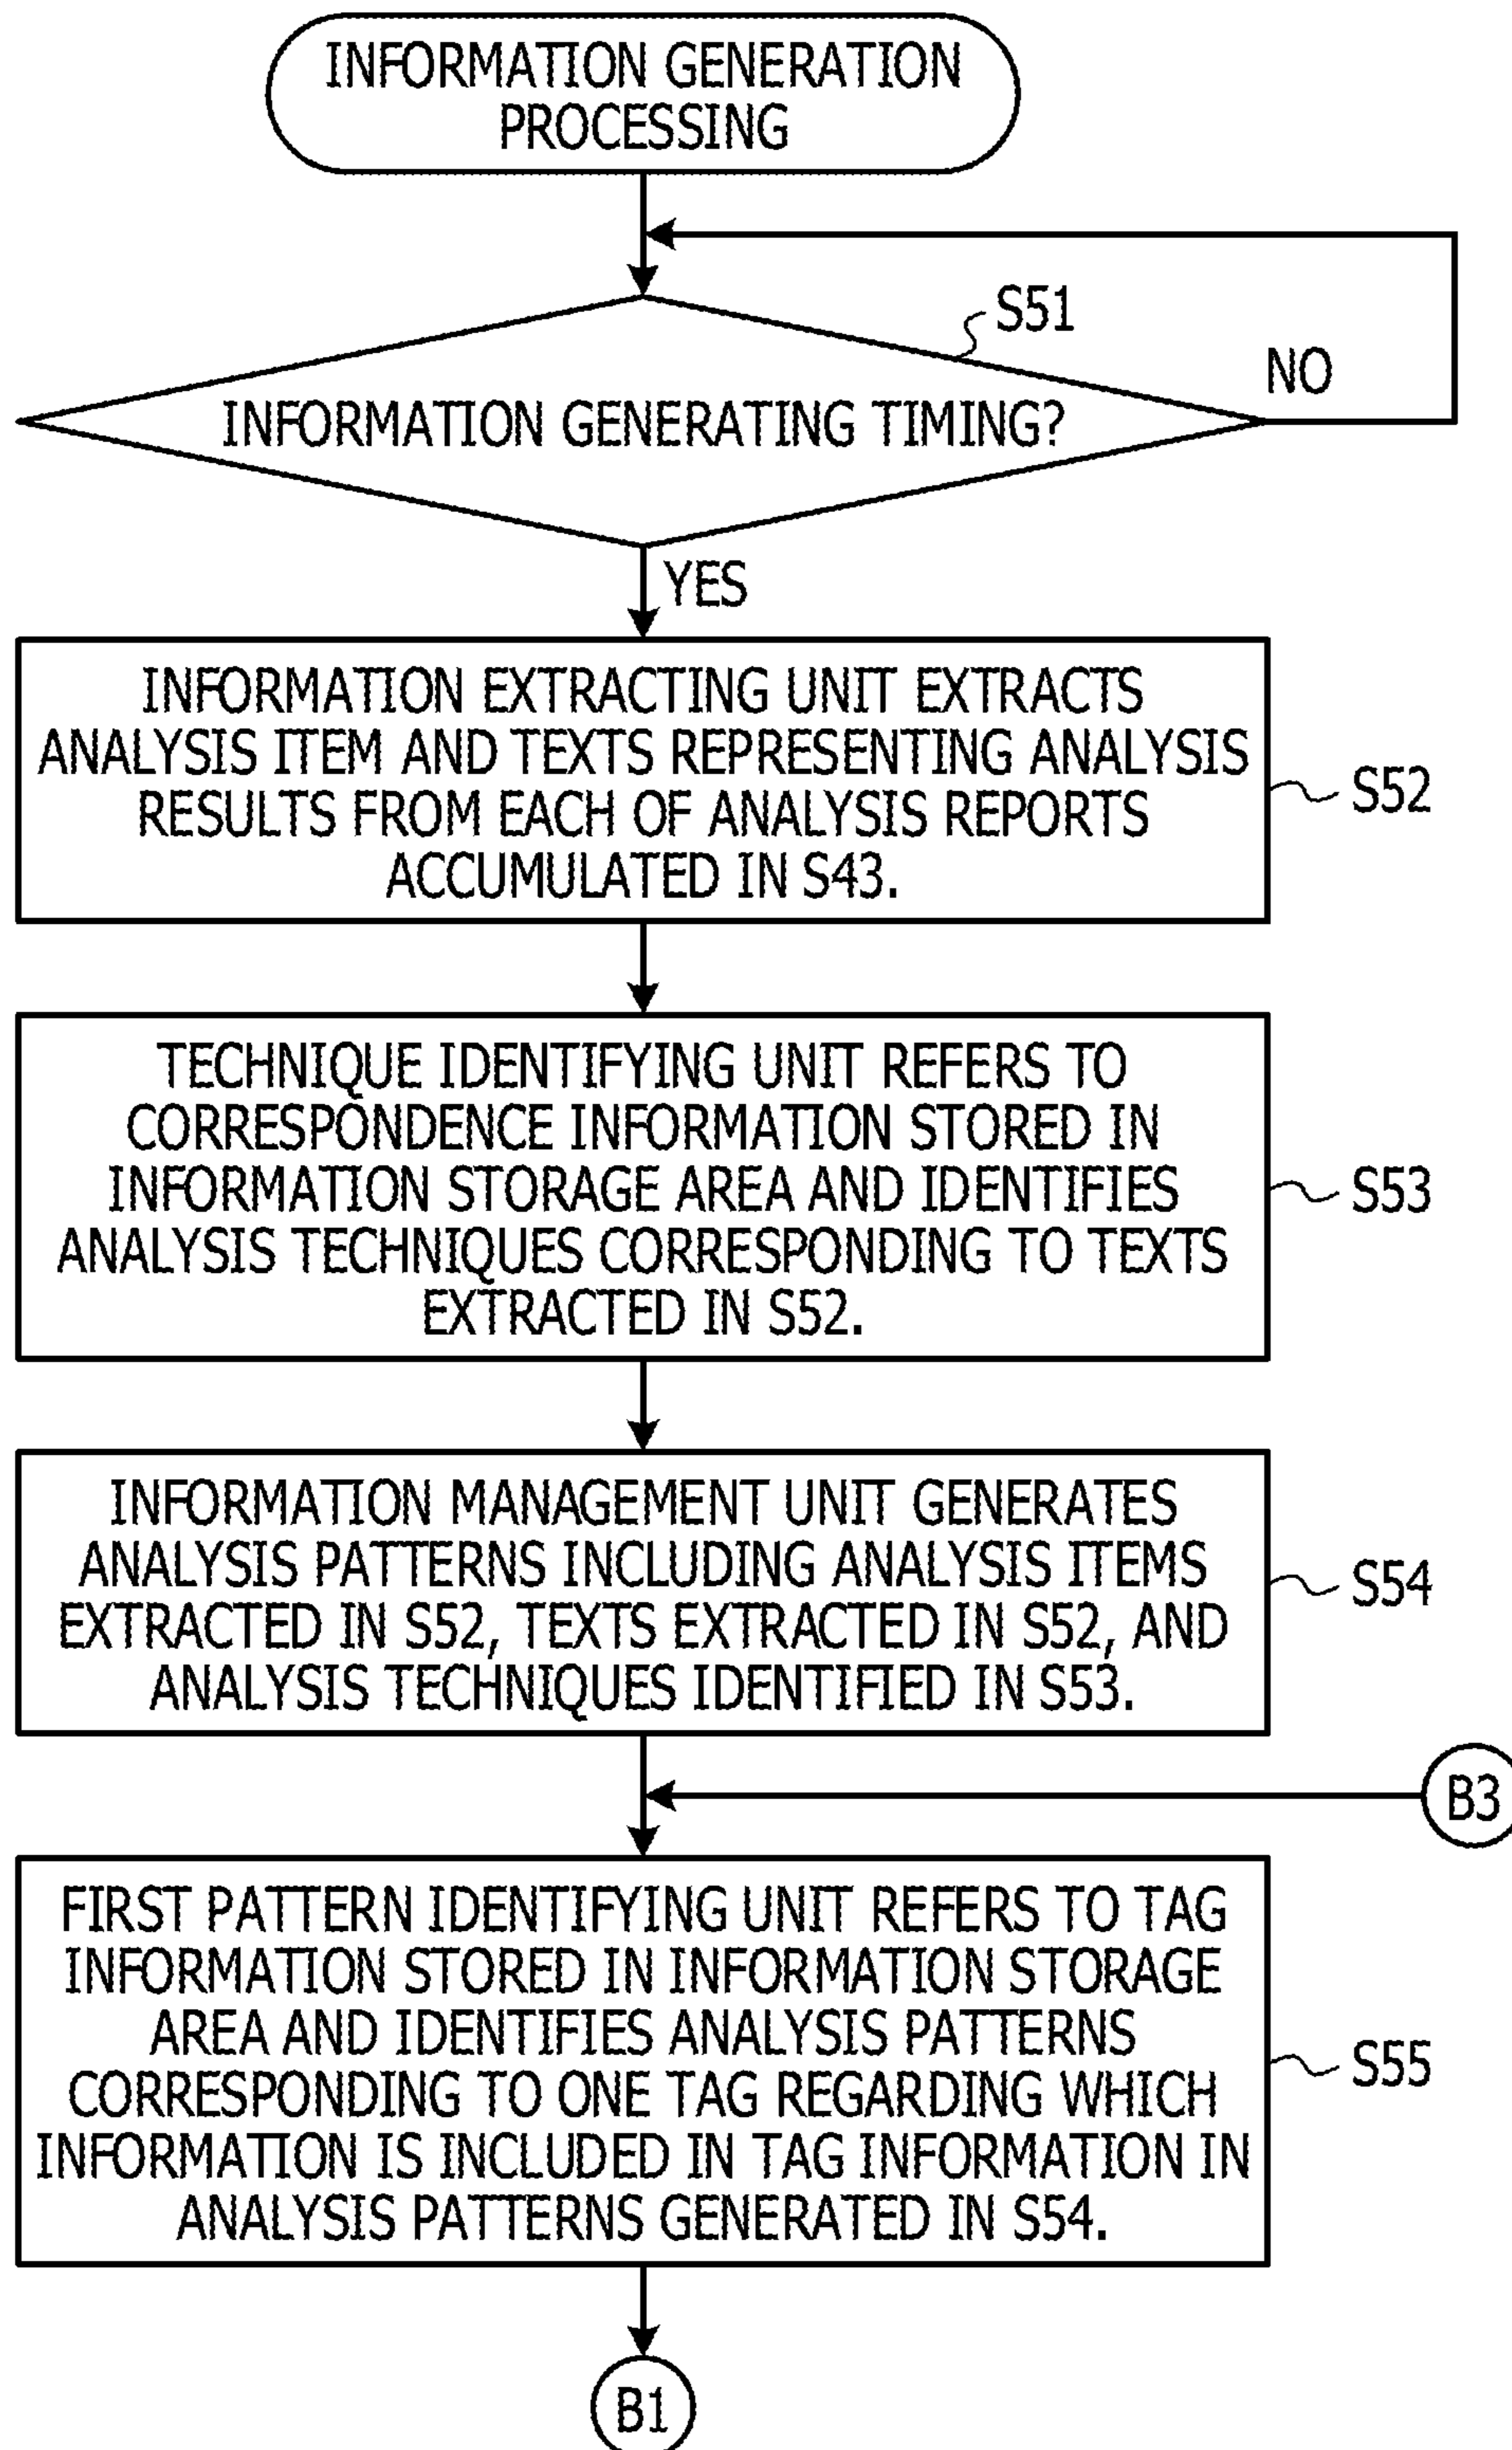 INFORMATION GENERATION
PROCESSING
S51
NO
INFORMATION GENERATING TIMING?
YES
INFORMATION EXTRACTING UNIT EXTRACTS
ANALYSIS ITEM AND TEXTS REPRESENTING ANALYSIS
RESULTS FROM EACH OF ANALYSIS REPORTS
ACCUMULATED IN S43.
S52
TECHNIQUE IDENTIFYING UNIT REFERS TO
CORRESPONDENCE INFORMATION STORED IN
INFORMATION STORAGE AREA AND IDENTIFIES
ANALYSIS TECHNIQUES CORRESPONDING TO TEXTS
EXTRACTED IN S52.
S53
INFORMATION MANAGEMENT UNIT GENERATES
ANALYSIS PATTERNS INCLUDING ANALYSIS ITEMS
EXTRACTED IN S52, TEXTS EXTRACTED IN S52, AND
ANALYSIS TECHNIQUES IDENTIFIED IN S53.
S54
B3
FIRST PATTERN IDENTIFYING UNIT REFERS TO TAG
INFORMATION STORED IN INFORMATION STORAGE
AREA AND IDENTIFIES ANALYSIS PATTERNS
CORRESPONDING TO ONE TAG REGARDING WHICH
INFORMATION IS INCLUDED IN TAG INFORMATION IN
ANALYSIS PATTERNS GENERATED IN S54.
S55
B1